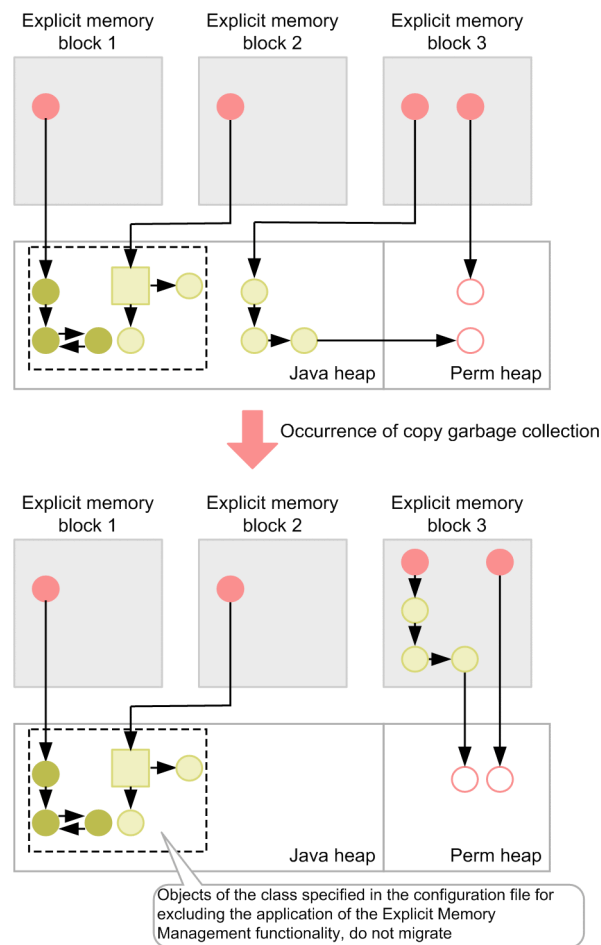 Explicit memory
block 1
Explicit memory
block 2
Explicit memory
block 3
Java heap
Perm heap
Occurrence of copy garbage collection
Explicit memory
block 1
Explicit memory
block 2
Explicit memory
block 3
Java heap
Perm heap
Objects of the class specified in the configuration file for
excluding the application of the Explicit Memory
Management functionality, do not migrate